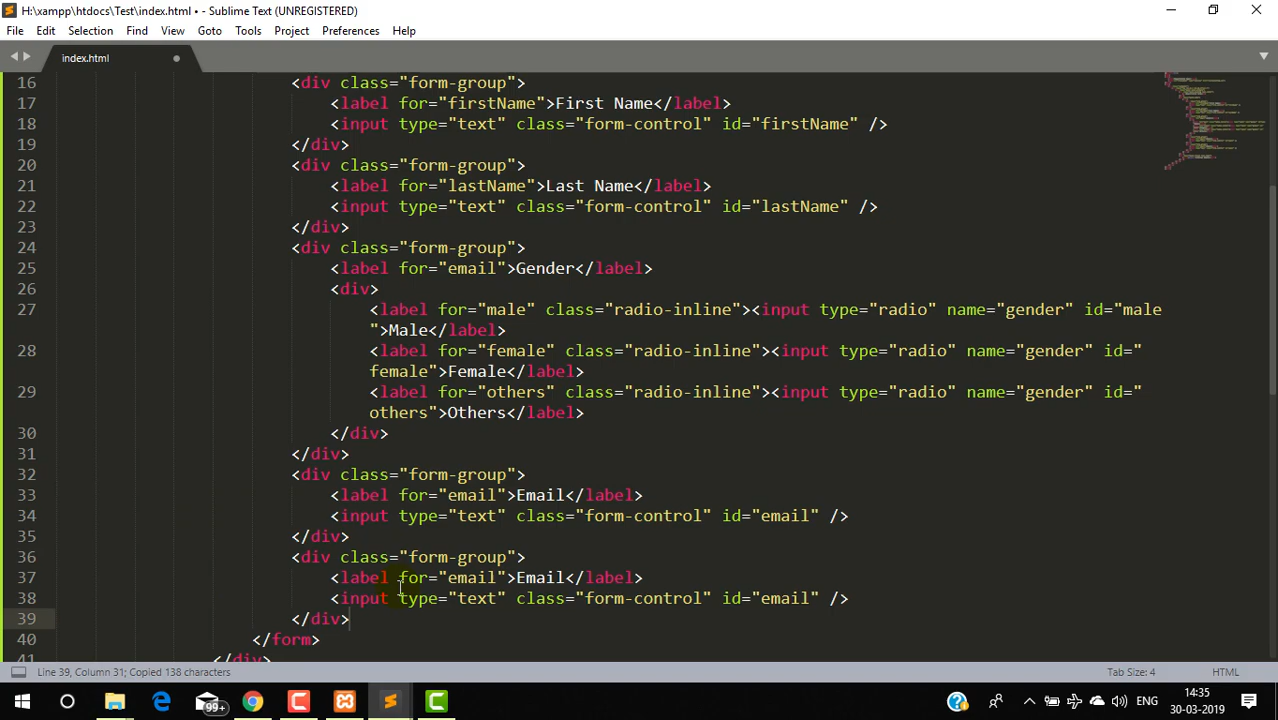 H:\xampp\htdocs\Test\index.html • - Sublime Text (UNREGISTERED)
File Edit Selection Find View Goto Tools Project Preferences Help
index.html
16 <div class="form-group">
17 <label for="firstName">First Name</label>
18 <input type="text" class="form-control" id="firstName" />
19 </div>
20 <div class="form-group">
21 <label for="lastName">Last Name</label>
22 <input type="text" class="form-control" id="lastName" />
23 </div>
24 <div class="form-group">
25 <label for="email">Gender</label>
26 <div>
27 <label for="male" class="radio-inline"><input type="radio" name="gender" id="male
">Male</label>
28 <label for="female" class="radio-inline"><input type="radio" name="gender" id="
female">Female</label>
29 <label for="others" class="radio-inline"><input type="radio" name="gender" id="
others">Others</label>
30 </div>
31 </div>
32 <div class="form-group">
33 <label for="email">Email</label>
34 <input type="text" class="form-control" id="email" />
35 </div>
36 <div class="form-group">
37 <label for="email">Email</label>
38 <input type="text" class="form-control" id="email" />
39 </div>
40 </form>
41 </div>
Line 39, Column 31; Copied 138 characters Tab Size: 4 HTML
99+ ENG 14:35
30-03-2019